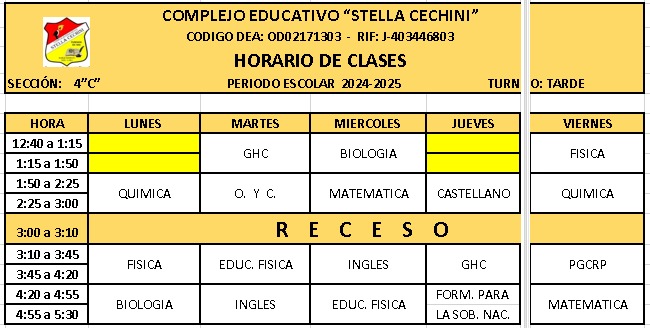 COMPLEJO EDUCATIVO “STELLA CECHINI”
CODIGO DEA: OD02171303 - RIF: J-403446803
HORARIO DE CLASES
SECCIÓN: 4”C” PERIODO ESCOLAR 2024-2025 TURN O: TARDE
STELLA CECHINI
HORA LUNES MARTES MIERCOLES JUEVES VIERNES
12:40 a 1:15
GHC BIOLOGIA FISICA
1:15 a 1:50
1:50 a 2:25
QUIMICA O. Y C. MATEMATICA CASTELLANO QUIMICA
2:25 a 3:00
3:00 a 3:10 R E C E S O
3:10 a 3:45
FISICA EDUC. FISICA INGLES GHC PGCRP
3:45 a 4:20
4:20 a 4:55 FORM. PARA
BIOLOGIA INGLES EDUC. FISICA MATEMATICA
4:55 a 5:30 LA SOB. NAC.